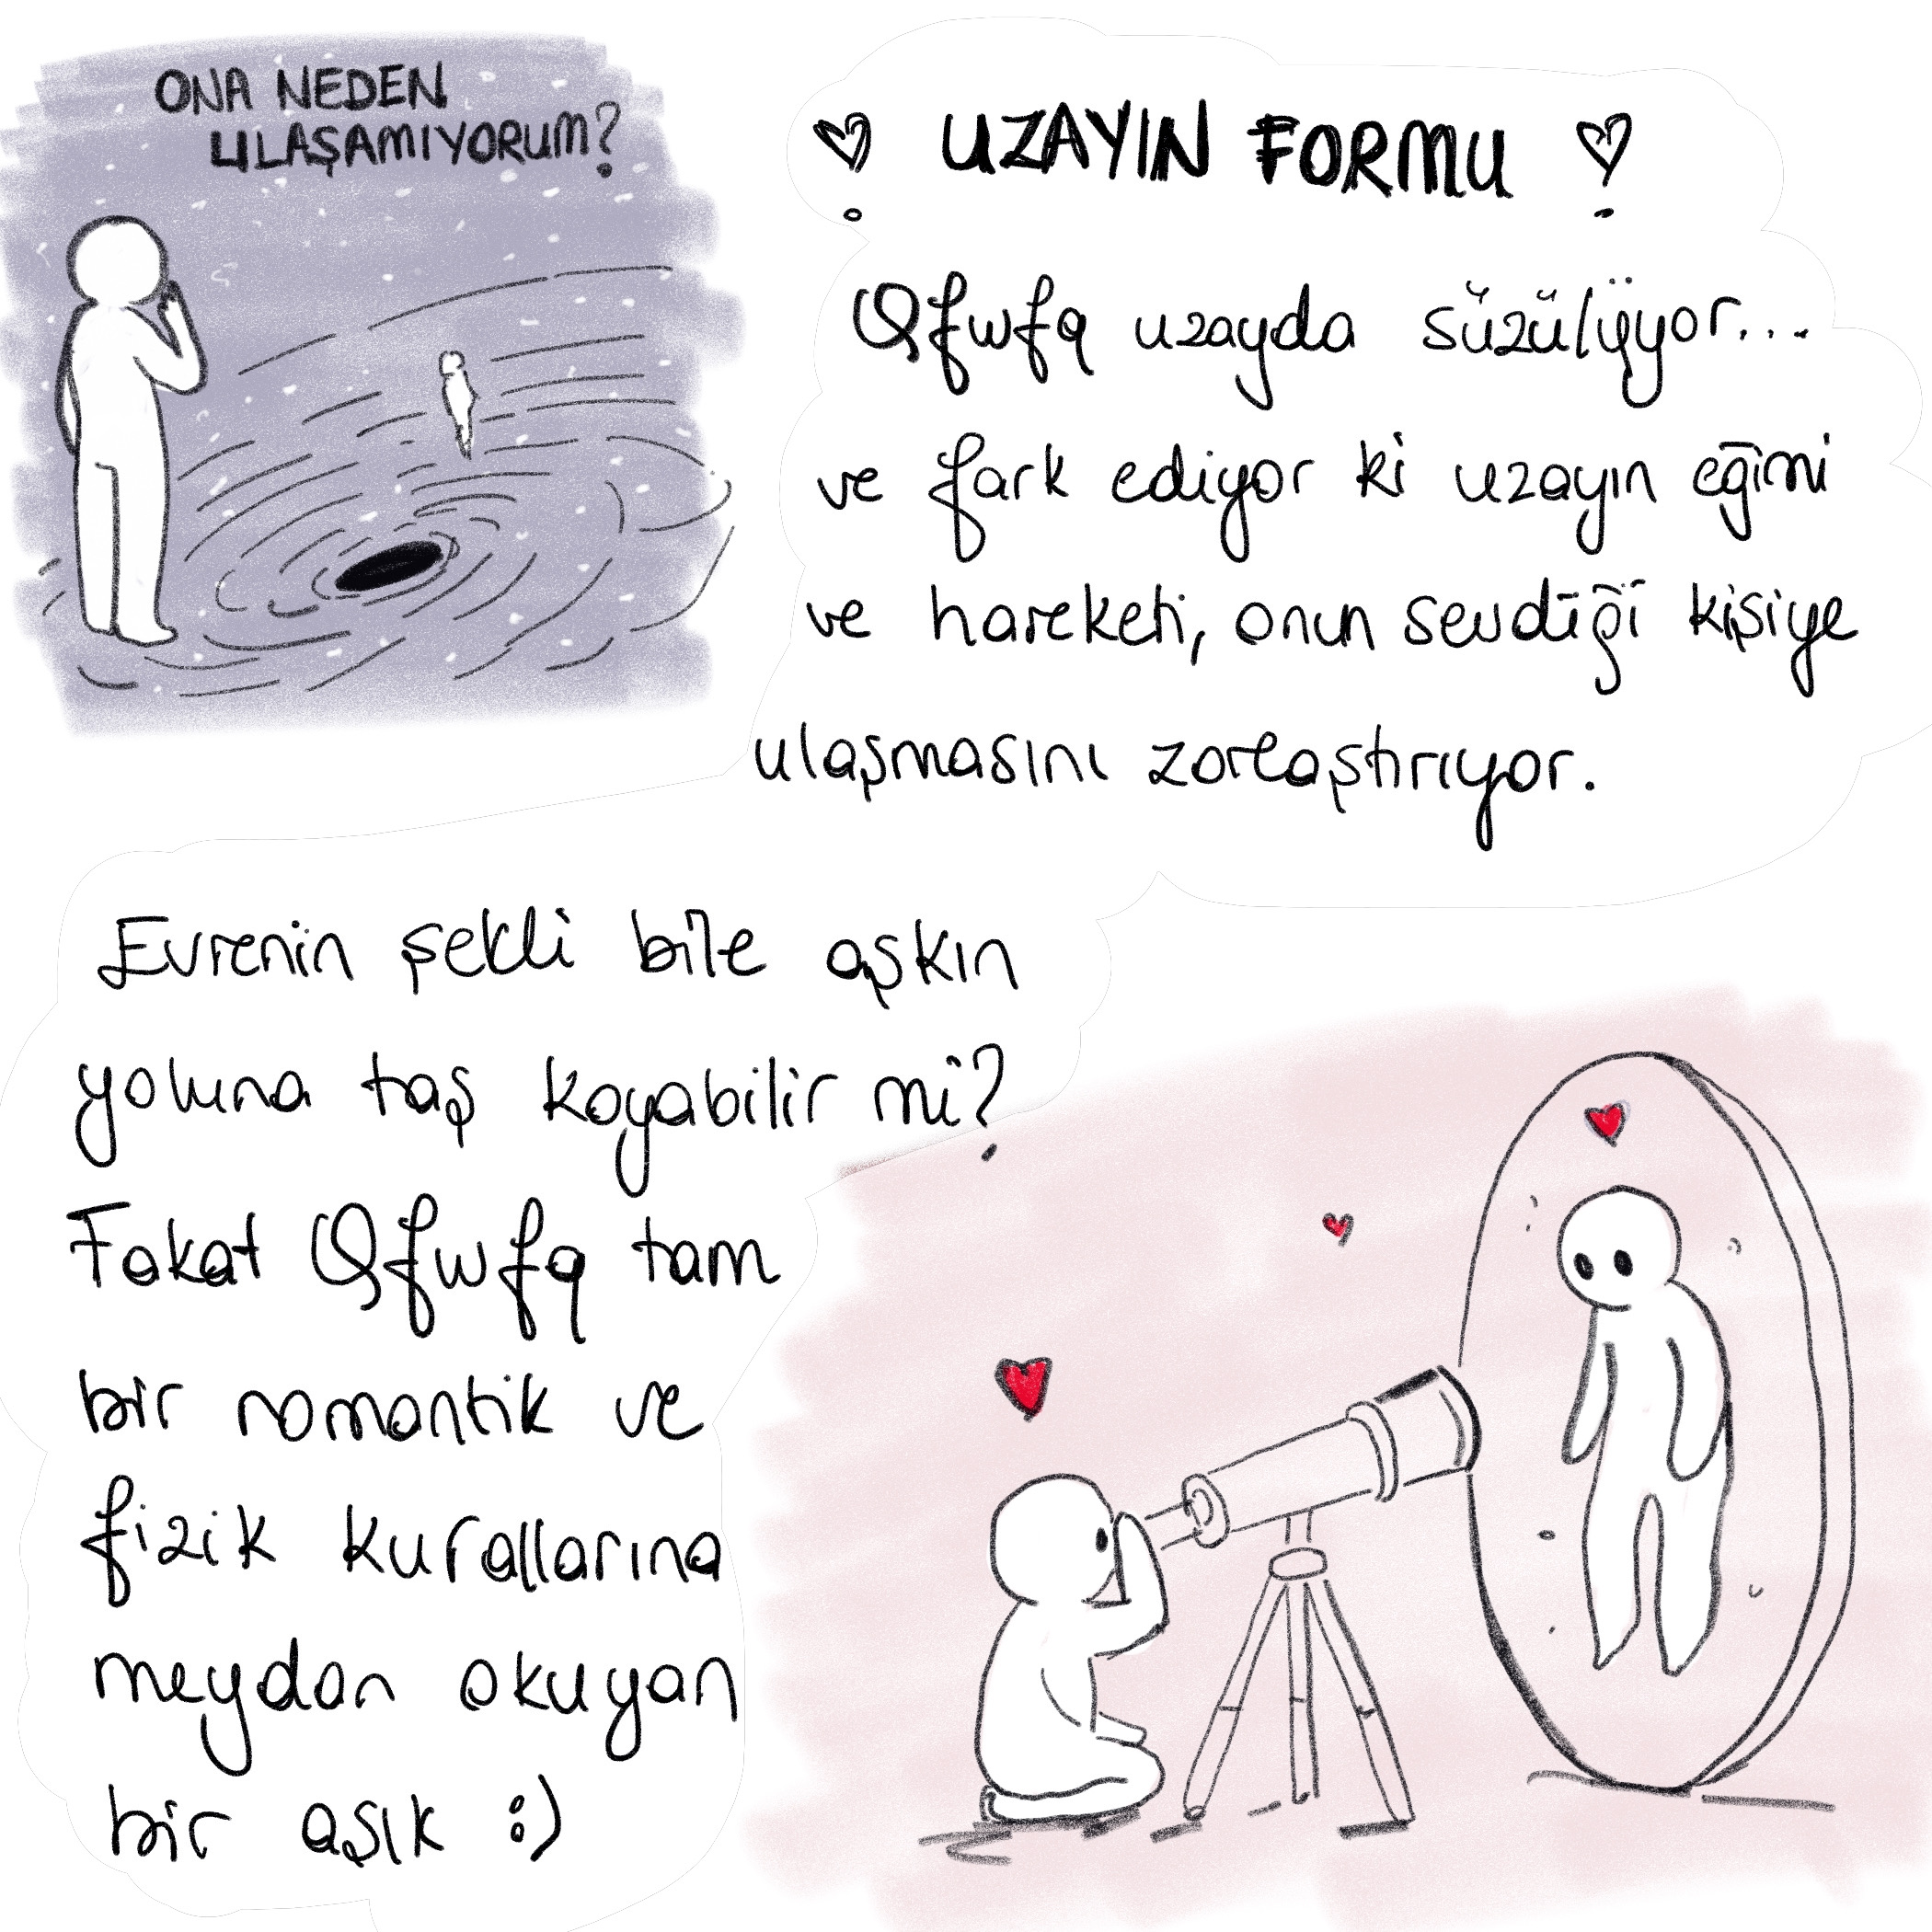 ONA NEDEN
ULAŞAMIYORUM?
UZAYIN FORMU
Qfwfq uzayda süzülüyor...
ve fark ediyor ki uzayın eğimi
ve hareketi, onun sevdiği kişiye
ulaşmasını zorlaştırıyor.
Evrenin şekli bile aşkın
yoluna taş koyabilir mi?
Fakat Qfwfq tam
bir romantik ve
fizik kurallarına
meydan okuyan
bir aşık :)